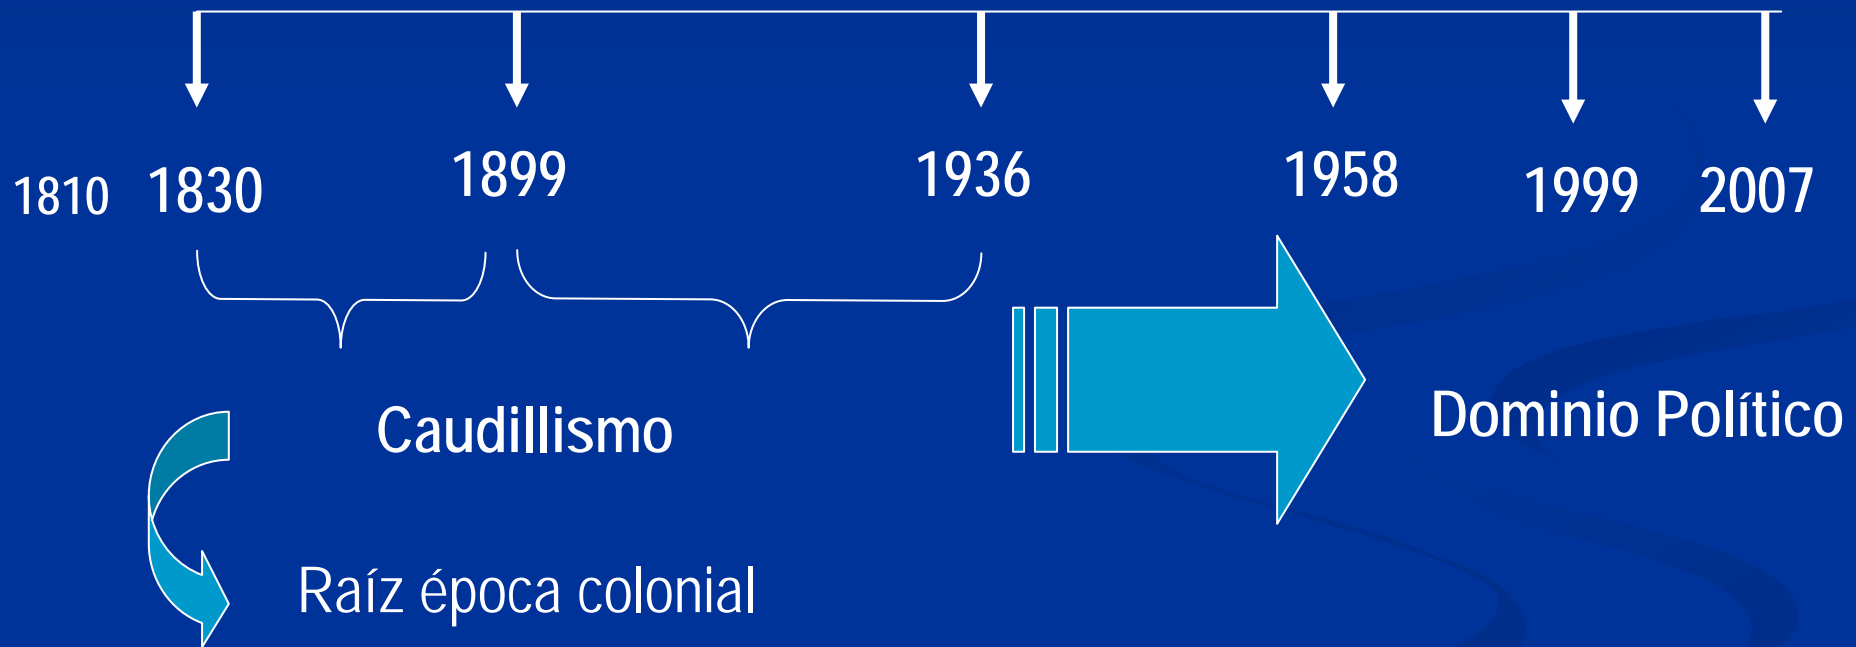 1810 1830 1899 1936 1958 1999 2007
Caudillismo
Dominio Político
Raíz época colonial